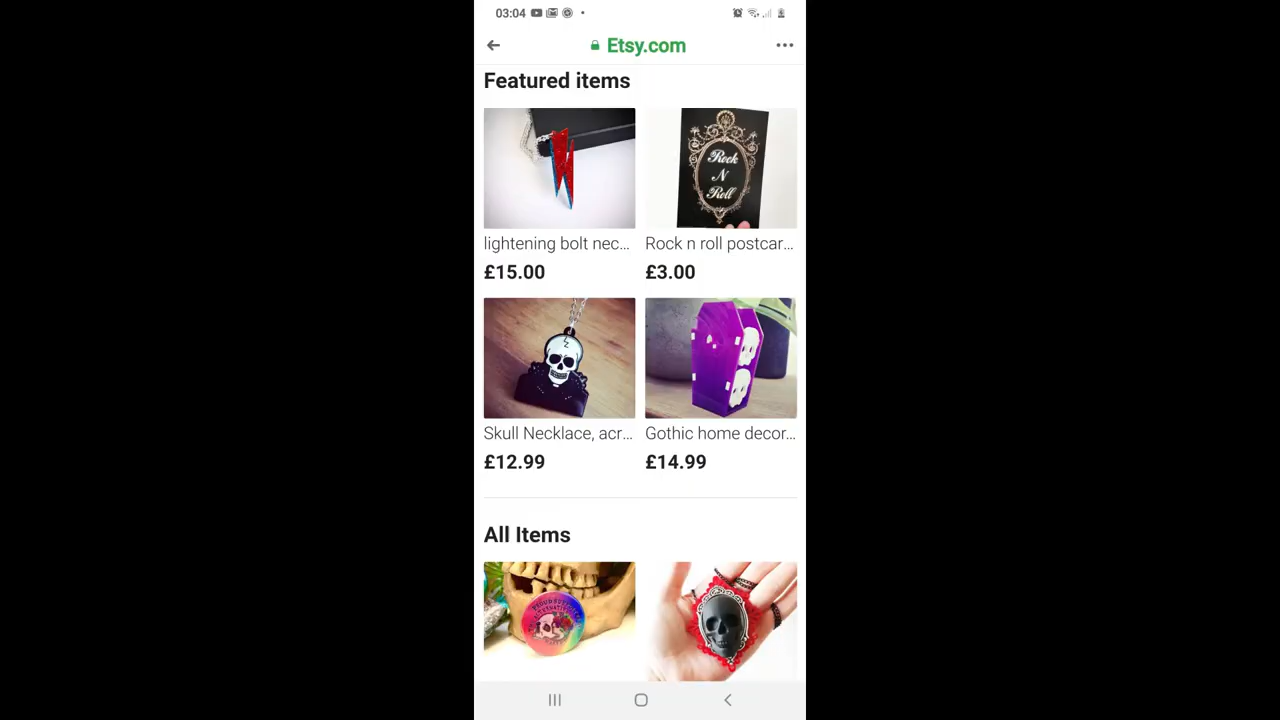 03:04
Etsy.com
Featured items
Rock
N
Roll
lightening bolt nec...
Rock n roll postcar...
£15.00
£3.00
Skull Necklace, acr...
Gothic home decor,...
£12.99
£14.99
All Items